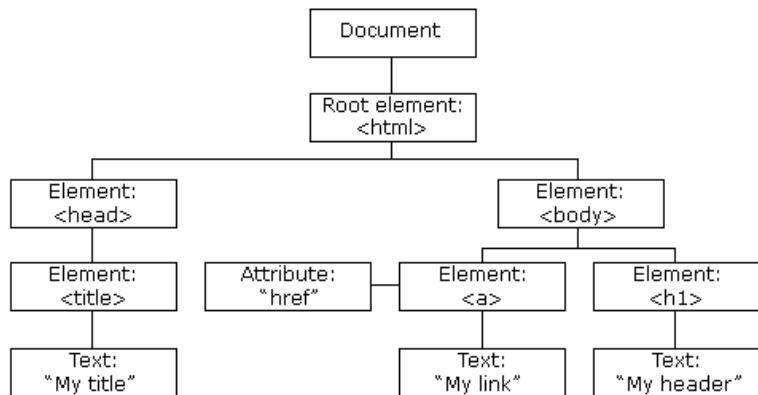 Document
Root element:
<html>
Element:
<head>
Element:
<body>
Element:
<title>
Attribute:
“href”
Element:
<a>
Element:
<h1>
Text:
“My title”
Text:
“My link”
Text:
“My header”